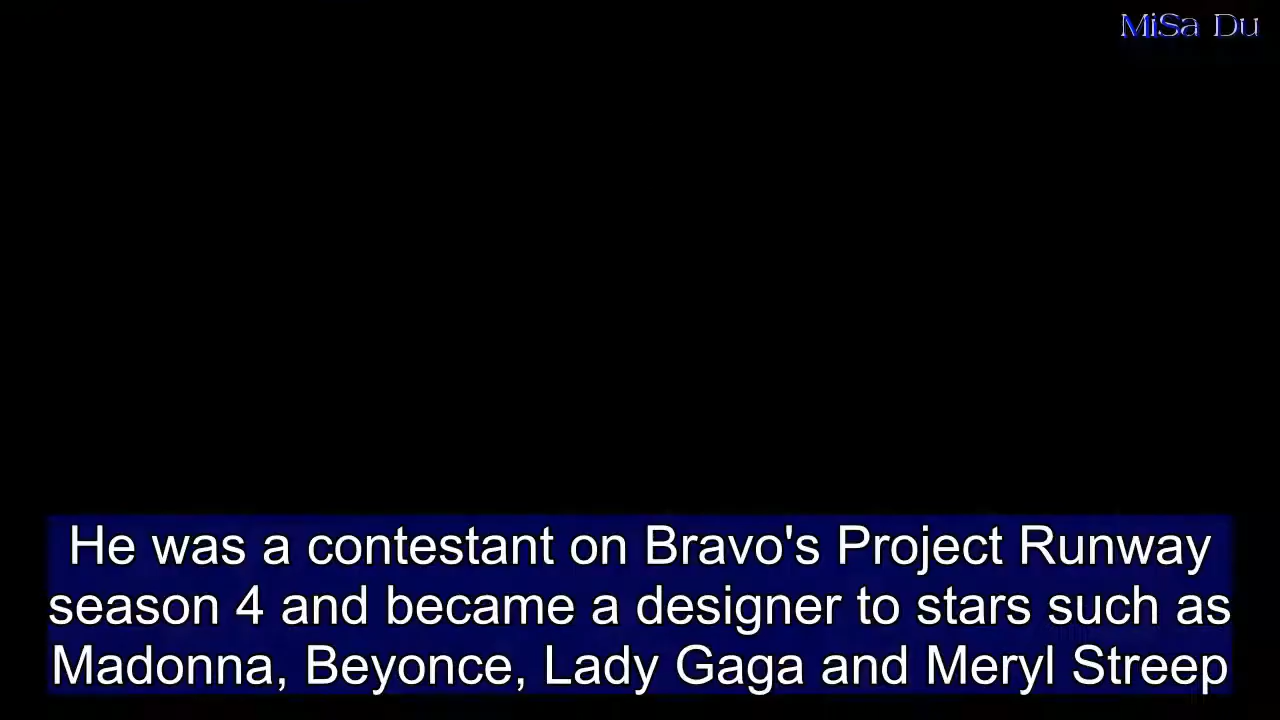 MiSa Du
He was a contestant on Bravo's Project Runway
season 4 and became a designer to stars such as
Madonna, Beyonce, Lady Gaga and Meryl Streep